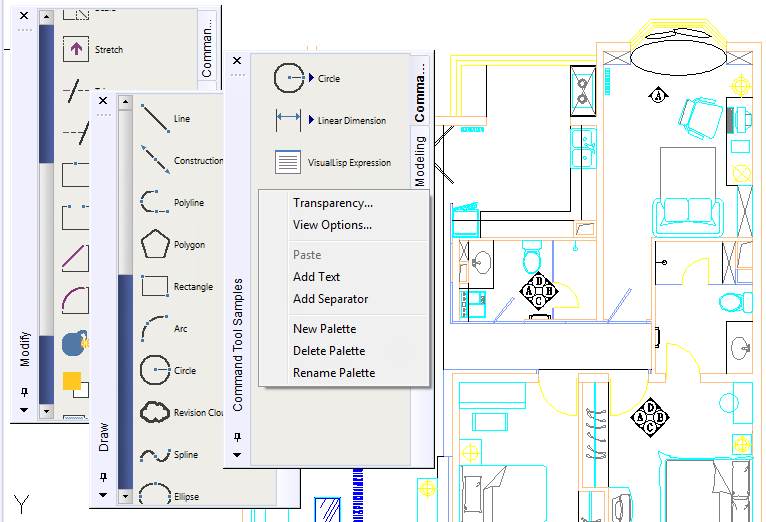 Stretch
Modify
Comman...
Line
Construction
Polyline
Polygon
Rectangle
Arc
Circle
Revision Clou
Spline
Ellipse
Draw
Circle
Linear Dimension
VisualLisp Expression
Comma...
Modeling
Command Tool Samples
Transparency...
View Options...
Paste
Add Text
Add Separator
New Palette
Delete Palette
Rename Palette
A
D
A B
C
D
A B
C
Y